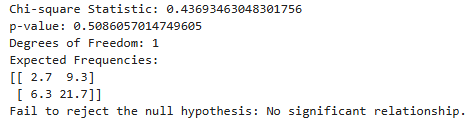 Chi-square Statistic: 0.43693463048301756
p-value: 0.5086057014749605
Degrees of Freedom: 1
Expected Frequencies:
[[ 2.7  9.3]
 [ 6.3 21.7]]
Fail to reject the null hypothesis: No significant relationship.